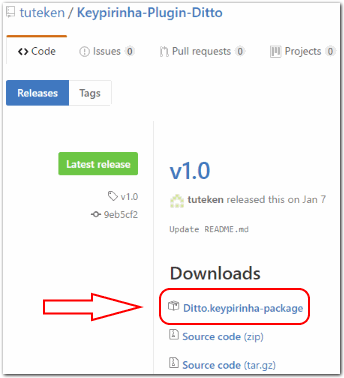 tuteken / Keypirinha-Plugin-Ditto
Code Issues 0 Pull requests 0 Projects 0
Releases Tags
Latest release
v1.0
9eb5cf2
v1.0
tuteken released this on Jan 7
Update README.md
Downloads
Ditto.keypirinha-package
Source code (zip)
Source code (tar.gz)